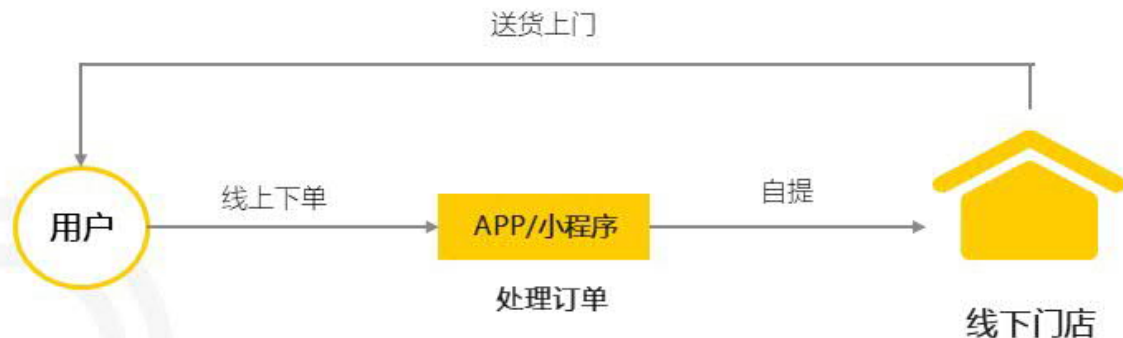 送货上门
用户
线上下单
APP/小程序
自提
处理订单
线下门店